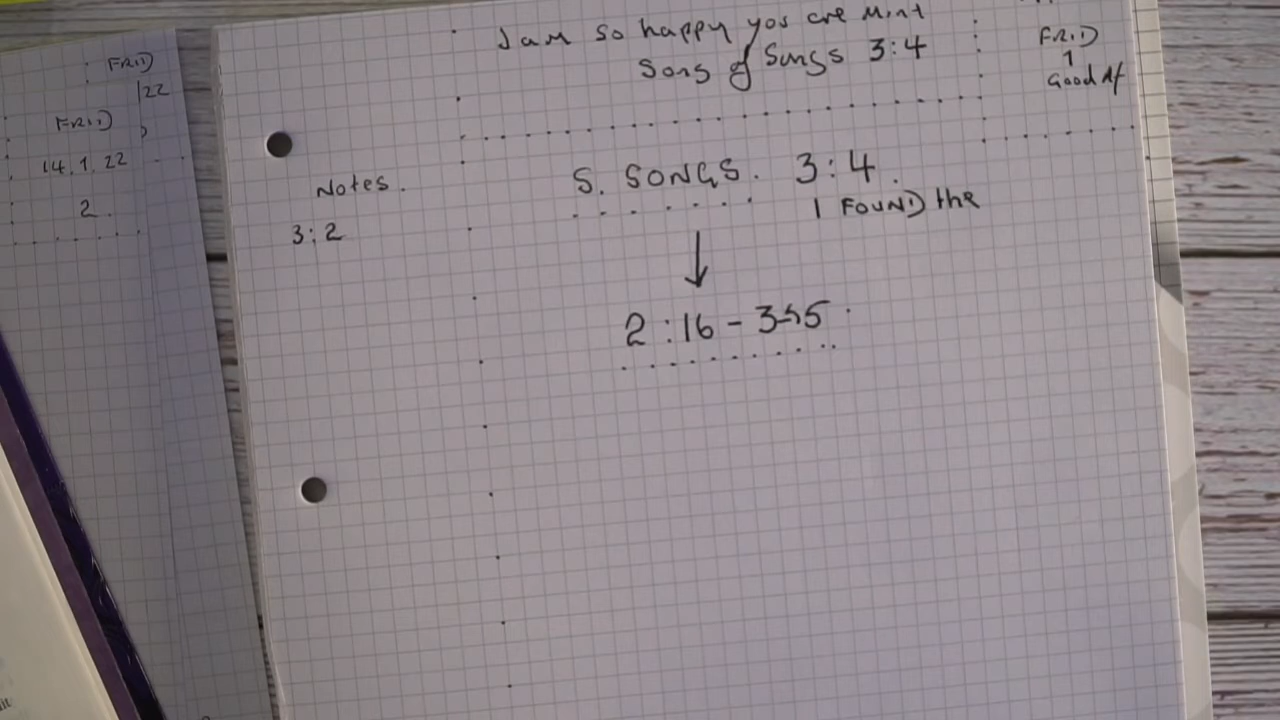 FRID
22
FRID
14.1.22
2.
I am so happy you are Mint
Song of Songs 3:4
FRID
1
Good Af
Notes.
3:2
S. SONGS. 3:4.
I FOUND the
2:16 - 3:5.